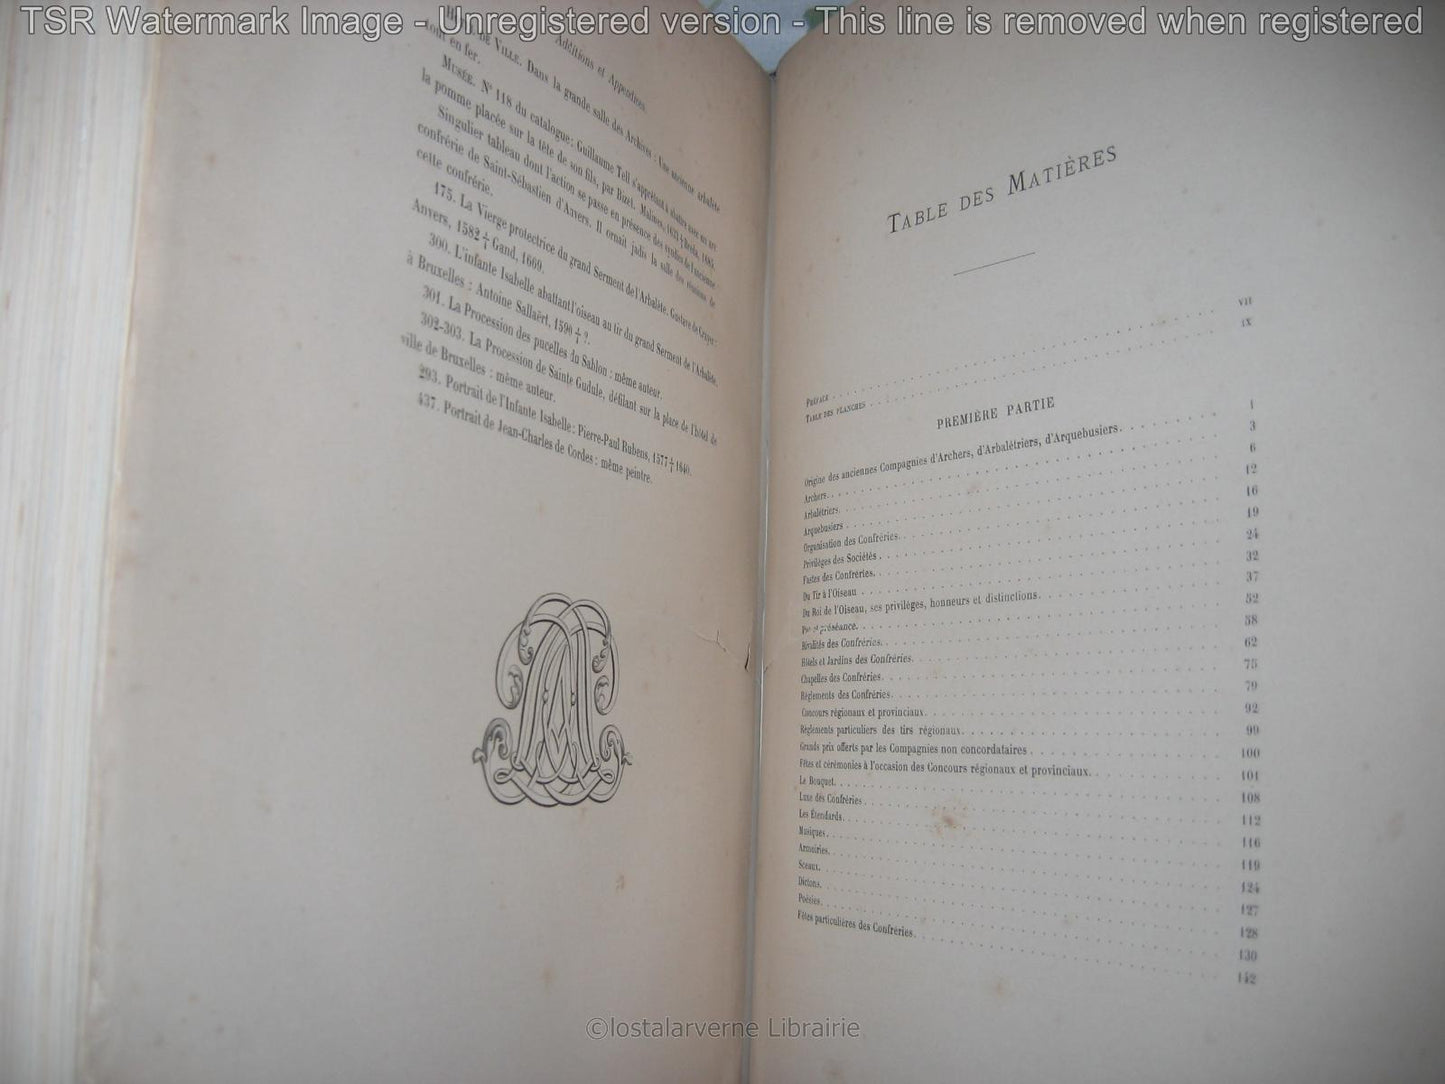 TSR Watermark Image - Unregistered version - This line is removed when registered
Additions et Appendices.
DE VILLE. Dans la grande salle des Archives : Une ancienne arbalète
tout en fer.
MUSÉE. N° 118 du catalogue : Guillaume Tell s'apprêtant à abattre avec un arc
la pomme placée sur la tête de son fils, par Bizet. Malines, 1633 † Breda, 1685.
Singulier tableau dont l'action se passe en présence des syndics de l'ancienne
confrérie de Saint-Sébastien d'Anvers. Il ornait jadis la salle des réunions de
cette confrérie.
175. La Vierge protectrice du grand Serment de l'Arbalète. Gustave de Crayer :
Anvers, 1582 † Gand, 1669.
300. L'infante Isabelle abattant l'oiseau au tir du grand Serment de l'Arbalète,
à Bruxelles : Antoine Sallaërt, 1590 † ?.
301. La Procession des pucelles du Sablon : même auteur.
302-303. La Procession de Sainte Gudule, défilant sur la place de l'hôtel de
ville de Bruxelles : même auteur.
293. Portrait de l'Infante Isabelle : Pierre-Paul Rubens, 1577 † 1640.
437. Portrait de Jean-Charles de Cordes : même peintre.
TABLE DES MATIÈRES
PRÉFACE . . . VII
TABLE DES PLANCHES . . . IX
PREMIÈRE PARTIE
Origine des anciennes Compagnies d'Archers, d'Arbalétriers, d'Arquebusiers. . . . 1
Archers. . . . 3
Arbalétriers. . . . 6
Arquebusiers . . . 12
Organisation des Confréries. . . . 16
Privilèges des Sociétés . . . 19
Fastes des Confréries. . . . 24
Du Tir à l'Oiseau . . . 32
Du Roi de l'Oiseau, ses privilèges, honneurs et distinctions. . . . 37
préséance. . . . 52
Rivalités des Confréries. . . . 58
Hôtels et Jardins des Confréries. . . . 62
Chapelles des Confréries. . . . 75
Règlements des Confréries. . . . 79
Concours régionaux et provinciaux. . . . 92
Règlements particuliers des tirs régionaux. . . . 99
Grands prix offerts par les Compagnies non concordataires . . . 100
Fêtes et cérémonies à l'occasion des Concours régionaux et provinciaux. . . . 101
Le Bouquet. . . . 108
Luxe des Confréries . . . 112
Les Étendards. . . . 116
Musiques. . . . 119
Armoiries. . . . 124
Sceaux. . . . 127
Dictons. . . . 128
Poésies. . . . 130
Fêtes particulières des Confréries. . . . 142
©lostalarverne Librairie